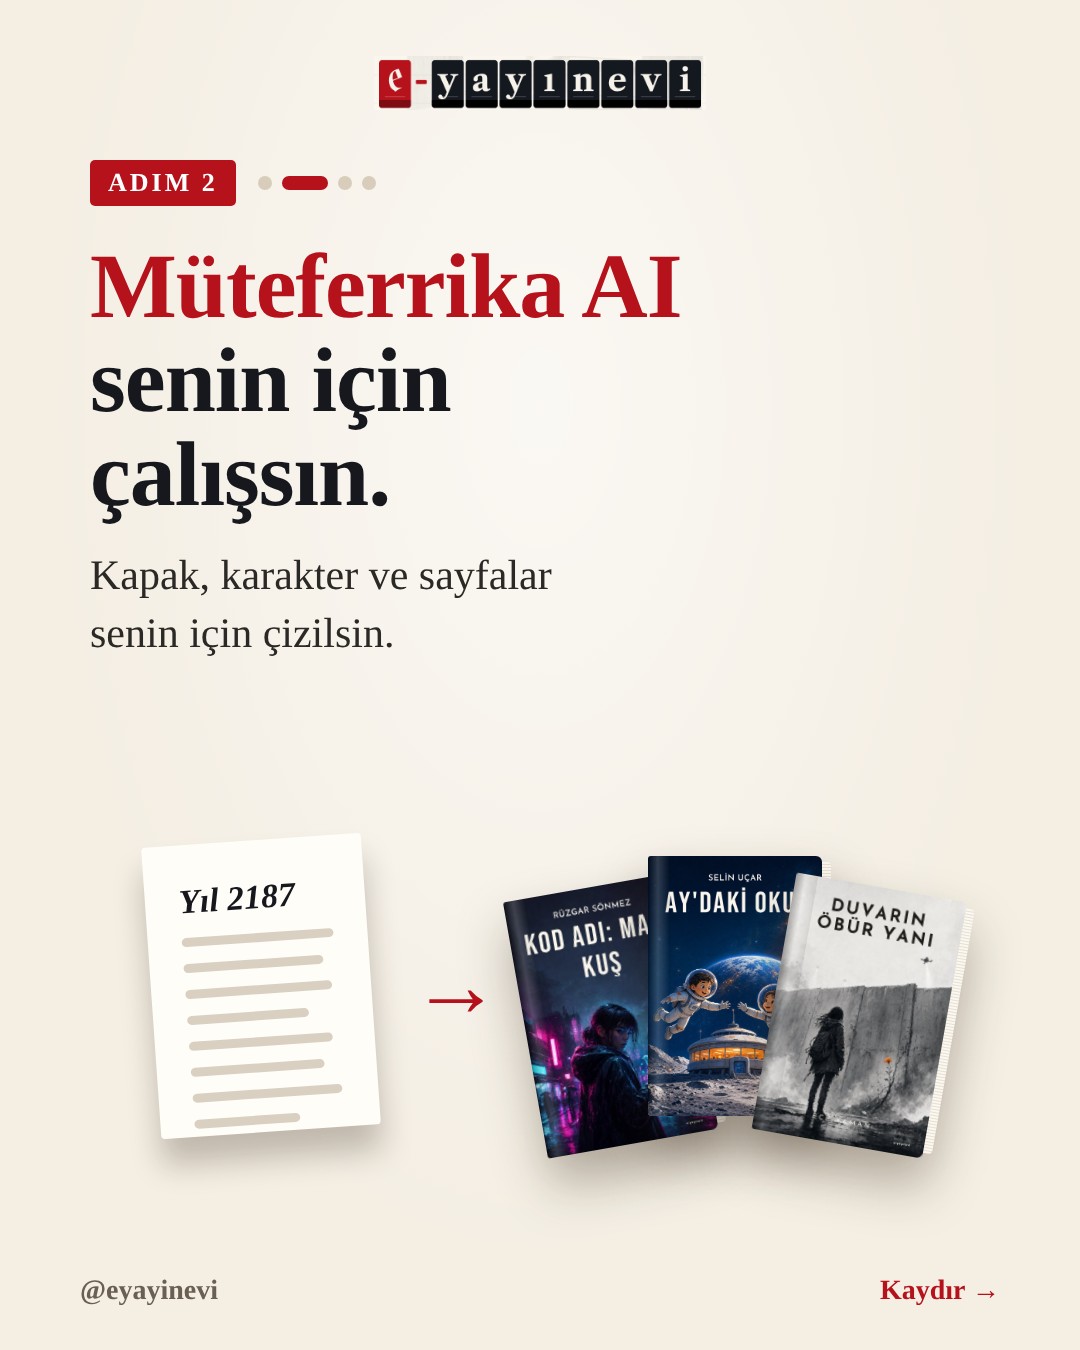 e-yayınevi
ADIM 2
Müteferrika AI
senin için
çalışsın.
Kapak, karakter ve sayfalar
senin için çizilsin.
Yıl 2187
→
RÜZGAR SÖNMEZ
KOD ADI: MA
KUŞ
SELİN UÇAR
AY'DAKİ OKU
DUVARIN
ÖBÜR YANI
@eyayinevi
Kaydır →